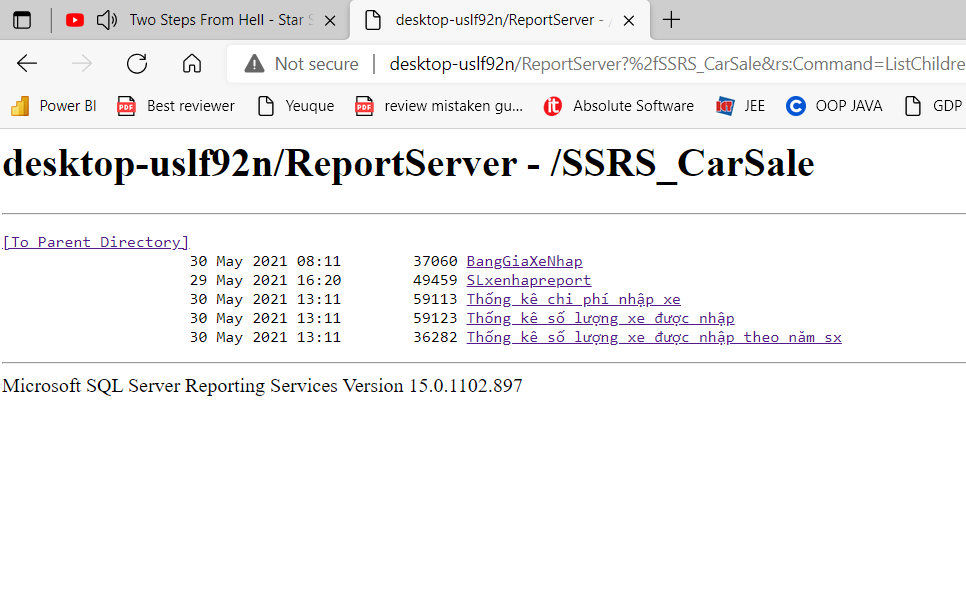 Two Steps From Hell - Star S
desktop-uslf92n/ReportServer - /
Not secure | desktop-uslf92n/ReportServer?%2fSSRS_CarSale&rs:Command=ListChildre
Power BI Best reviewer Yeuque review mistaken gu... Absolute Software JEE OOP JAVA GDP
desktop-uslf92n/ReportServer - /SSRS_CarSale
[To Parent Directory]
30 May 2021 08:11 37060 BangGiaXeNhap
29 May 2021 16:20 49459 SLxenhapreport
30 May 2021 13:11 59113 Thống kê chi phí nhập xe
30 May 2021 13:11 59123 Thống kê số lượng xe được nhập
30 May 2021 13:11 36282 Thống kê số lượng xe được nhập theo năm sx
Microsoft SQL Server Reporting Services Version 15.0.1102.897